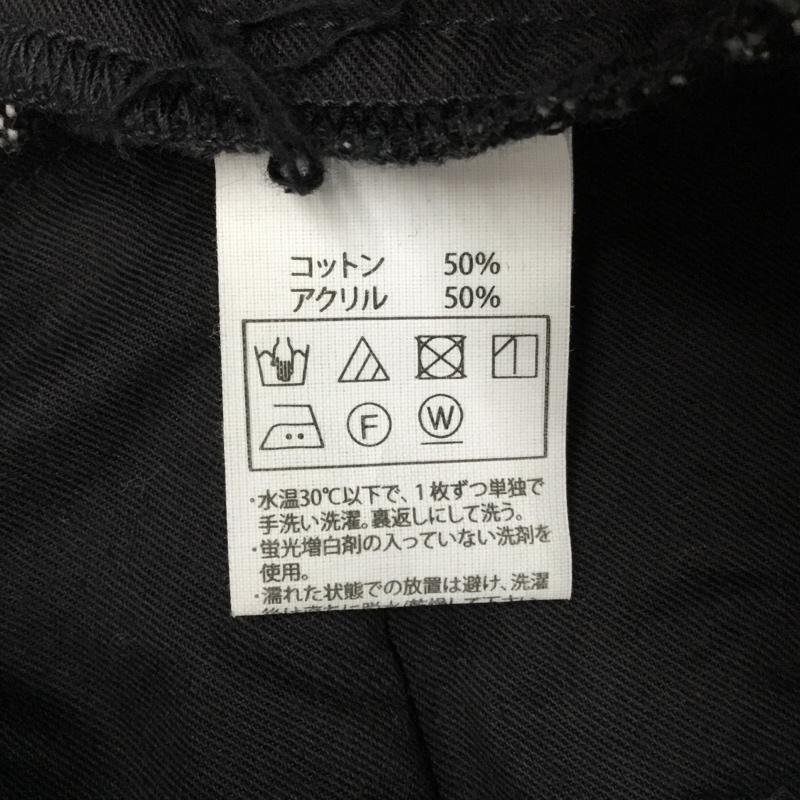 コットン 50%
アクリル 50%
F W
・水温30℃以下で、1枚ずつ単独で
手洗い洗濯。裏返しにして洗う。
・蛍光増白剤の入っていない洗剤を
使用。
・濡れた状態での放置は避け、洗濯